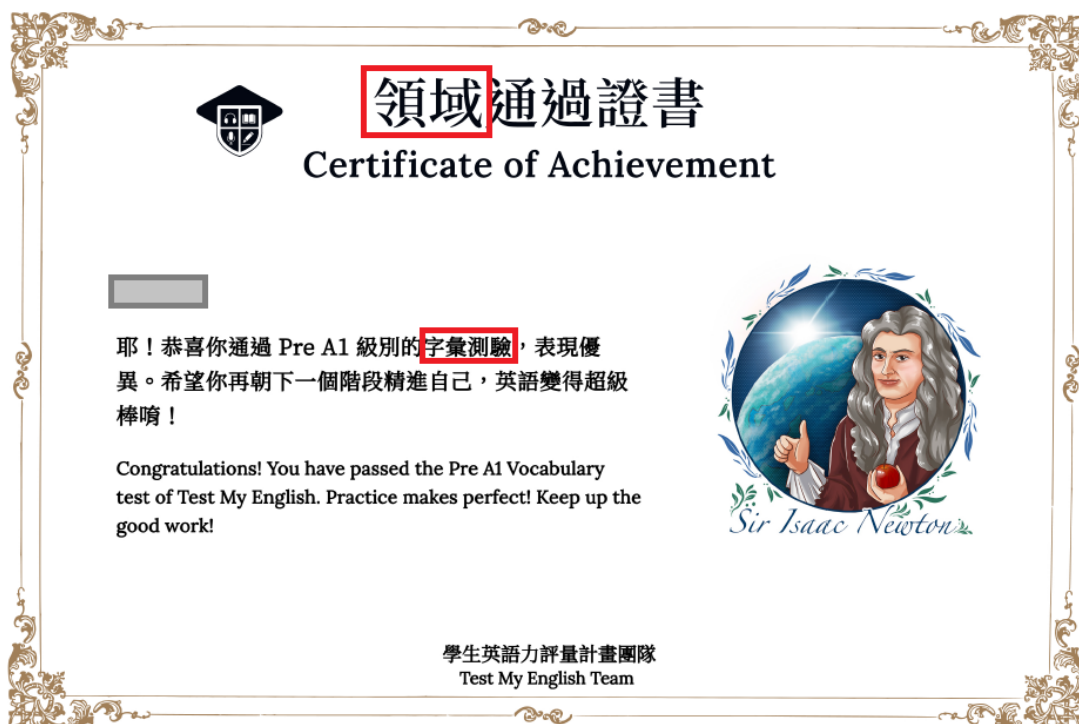 領域通過證書
Certificate of Achievement
耶！恭喜你通過 Pre A1 級別的字彙測驗，表現優
異。希望你再朝下一個階段精進自己，英語變得超級
棒唷！
Congratulations! You have passed the Pre A1 Vocabulary
test of Test My English. Practice makes perfect! Keep up the
good work!
Sir Isaac Newton
學生英語力評量計畫團隊
Test My English Team